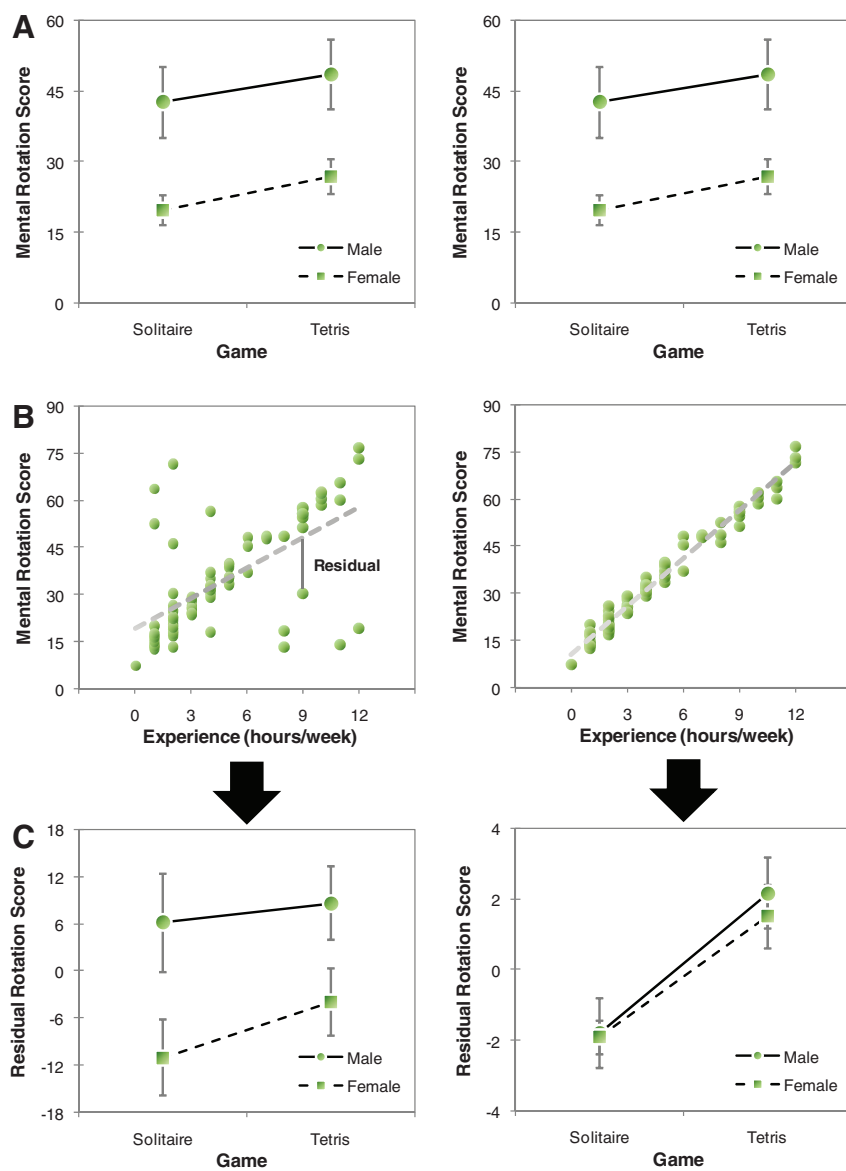 A
Mental Rotation Score
60
45
30
15
0
Male
Female
Solitaire
Tetris
Game
Mental Rotation Score
60
45
30
15
0
Male
Female
Solitaire
Tetris
Game
B
Mental Rotation Score
90
75
60
45
30
15
0
Residual
0 3 6 9 12
Experience (hours/week)
Mental Rotation Score
90
75
60
45
30
15
0
0 3 6 9 12
Experience (hours/week)
C
Residual Rotation Score
18
12
6
0
-6
-12
-18
Male
Female
Solitaire
Tetris
Game
Residual Rotation Score
4
2
0
-2
-4
Male
Female
Solitaire
Tetris
Game